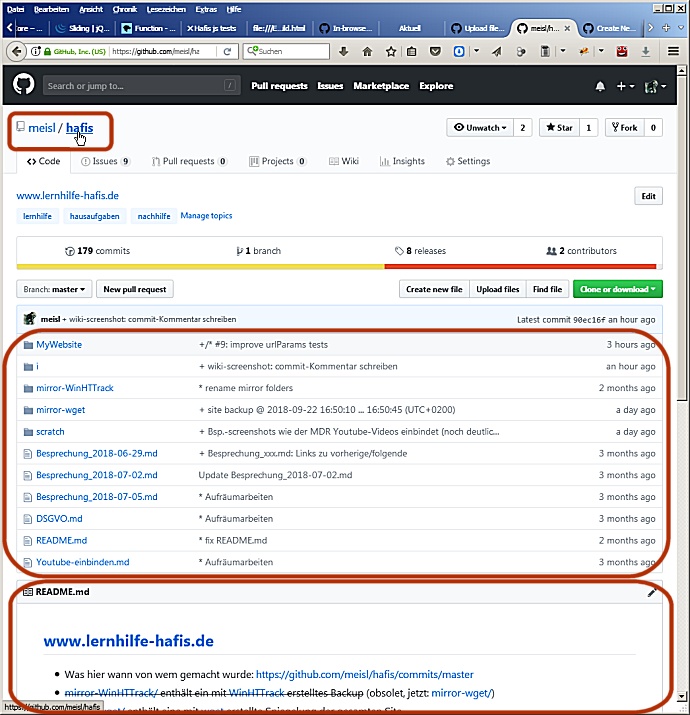 Datei Bearbeiten Ansicht Chronik Lesezeichen Extras Hilfe
ore – Elect Sliding | jQ Function - Hafis js tests file:///E...ild.html In-browse Aktuell Upload file meisl/ha Create Ne
GitHub, Inc. (US) https://github.com/meisl/ha Suchen
Search or jump to... / Pull requests Issues Marketplace Explore
meisl / hafis
Unwatch 2 Star 1 Fork 0
Code Issues 9 Pull requests 0 Projects 0 Wiki Insights Settings
www.lernhilfe-hafis.de Edit
lernhilfe hausaufgaben nachhilfe Manage topics
179 commits 1 branch 8 releases 2 contributors
Branch: master New pull request Create new file Upload files Find file Clone or download
meisl + wiki-screenshot: commit-Kommentar schreiben Latest commit 90ec16f an hour ago
MyWebsite +/* #9: improve urlParams tests 3 hours ago
i + wiki-screenshot: commit-Kommentar schreiben an hour ago
mirror-WinHTTrack * rename mirror folders 2 months ago
mirror-wget + site backup @ 2018-09-22 16:50:10 ... 16:50:45 (UTC+0200) a day ago
scratch + Bsp.-screenshots wie der MDR Youtube-Videos einbindet (noch deutlic... a day ago
Besprechung_2018-06-29.md + Besprechung_xxx.md: Links zu vorherige/folgende 3 months ago
Besprechung_2018-07-02.md Update Besprechung_2018-07-02.md 3 months ago
Besprechung_2018-07-05.md * Aufräumarbeiten 3 months ago
DSGVO.md * Aufräumarbeiten 3 months ago
README.md * fix README.md 2 months ago
Youtube-einbinden.md * Aufräumarbeiten 3 months ago
README.md
www.lernhilfe-hafis.de
• Was hier wann von wem gemacht wurde: https://github.com/meisl/hafis/commits/master
• mirror-WinHTTrack/ enthält ein mit WinHTTrack erstelltes Backup (obsolet, jetzt: mirror-wget/)
https://github.com/meisl/hafis